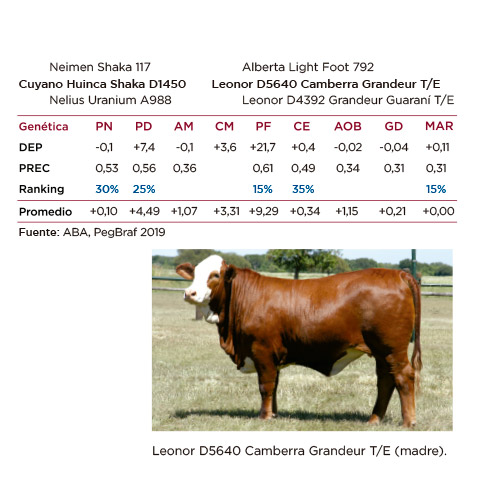 Neimen Shaka 117 Alberta Light Foot 792
Cuyano Huinca Shaka D1450 Leonor D5640 Camberra Grandeur T/E
Nelius Uranium A988 Leonor D4392 Grandeur Guaraní T/E
Genética PN PD AM CM PF CE AOB GD MAR
DEP -0,1 +7,4 -0,1 +3,6 +21,7 +0,4 -0,02 -0,04 +0,11
PREC 0,53 0,56 0,36 0,61 0,49 0,34 0,31 0,31
Ranking 30% 25% 15% 35% 15%
Promedio +0,10 +4,49 +1,07 +3,31 +9,29 +0,34 +1,15 +0,21 +0,00
Fuente: ABA, PegBraf 2019
Leonor D5640 Camberra Grandeur T/E (madre).